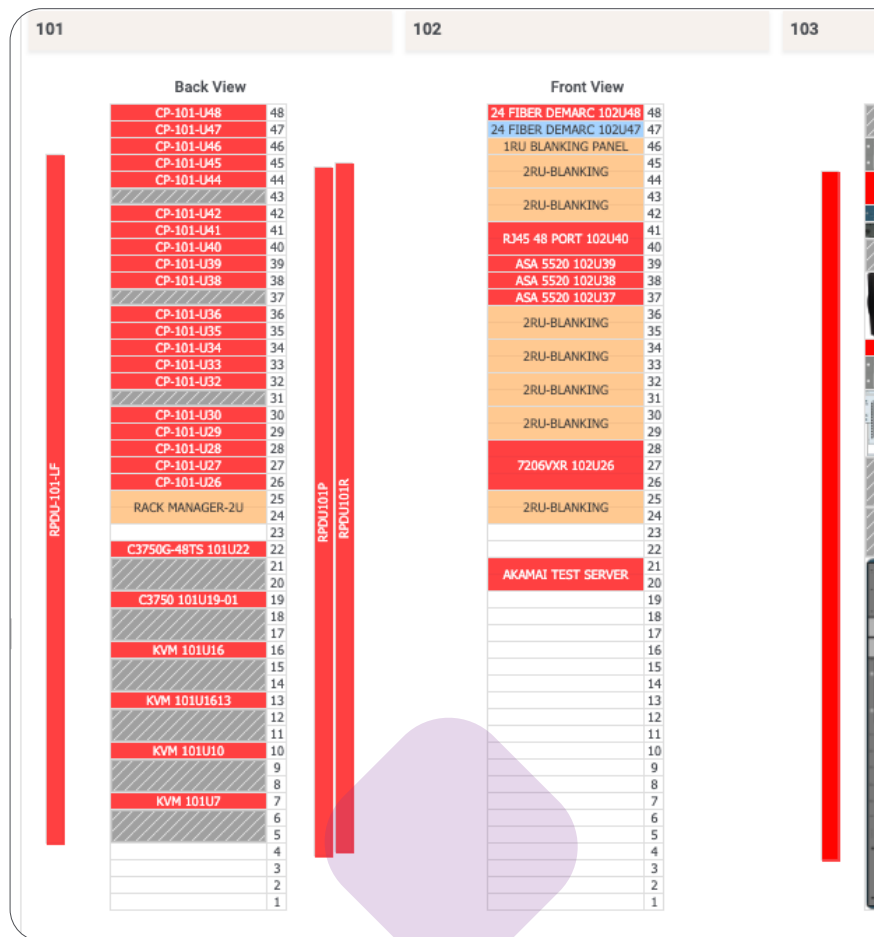 101
102
103
Back View
Front View
CP-101-U48 48
CP-101-U47 47
CP-101-U46 46
CP-101-U45 45
CP-101-U44 44
43
CP-101-U42 42
CP-101-U41 41
CP-101-U40 40
CP-101-U39 39
CP-101-U38 38
37
CP-101-U36 36
CP-101-U35 35
CP-101-U34 34
CP-101-U33 33
CP-101-U32 32
31
CP-101-U30 30
CP-101-U29 29
CP-101-U28 28
CP-101-U27 27
CP-101-U26 26
RACK MANAGER-2U 25
24
23
C3750G-48TS 101U22 22
21
20
C3750 101U19-01 19
18
17
KVM 101U16 16
15
14
KVM 101U1613 13
12
11
KVM 101U10 10
9
8
KVM 101U7 7
6
5
4
3
2
1
RPDU-101-LF
RPDU101P
RPDU101R
24 FIBER DEMARC 102U48 48
24 FIBER DEMARC 102U47 47
1RU BLANKING PANEL 46
2RU-BLANKING 45
44
2RU-BLANKING 43
42
RJ45 48 PORT 102U40 41
40
ASA 5520 102U39 39
ASA 5520 102U38 38
ASA 5520 102U37 37
2RU-BLANKING 36
35
2RU-BLANKING 34
33
2RU-BLANKING 32
31
2RU-BLANKING 30
29
28
7206VXR 102U26 27
26
2RU-BLANKING 25
24
23
22
AKAMAI TEST SERVER 21
20
19
18
17
16
15
14
13
12
11
10
9
8
7
6
5
4
3
2
1